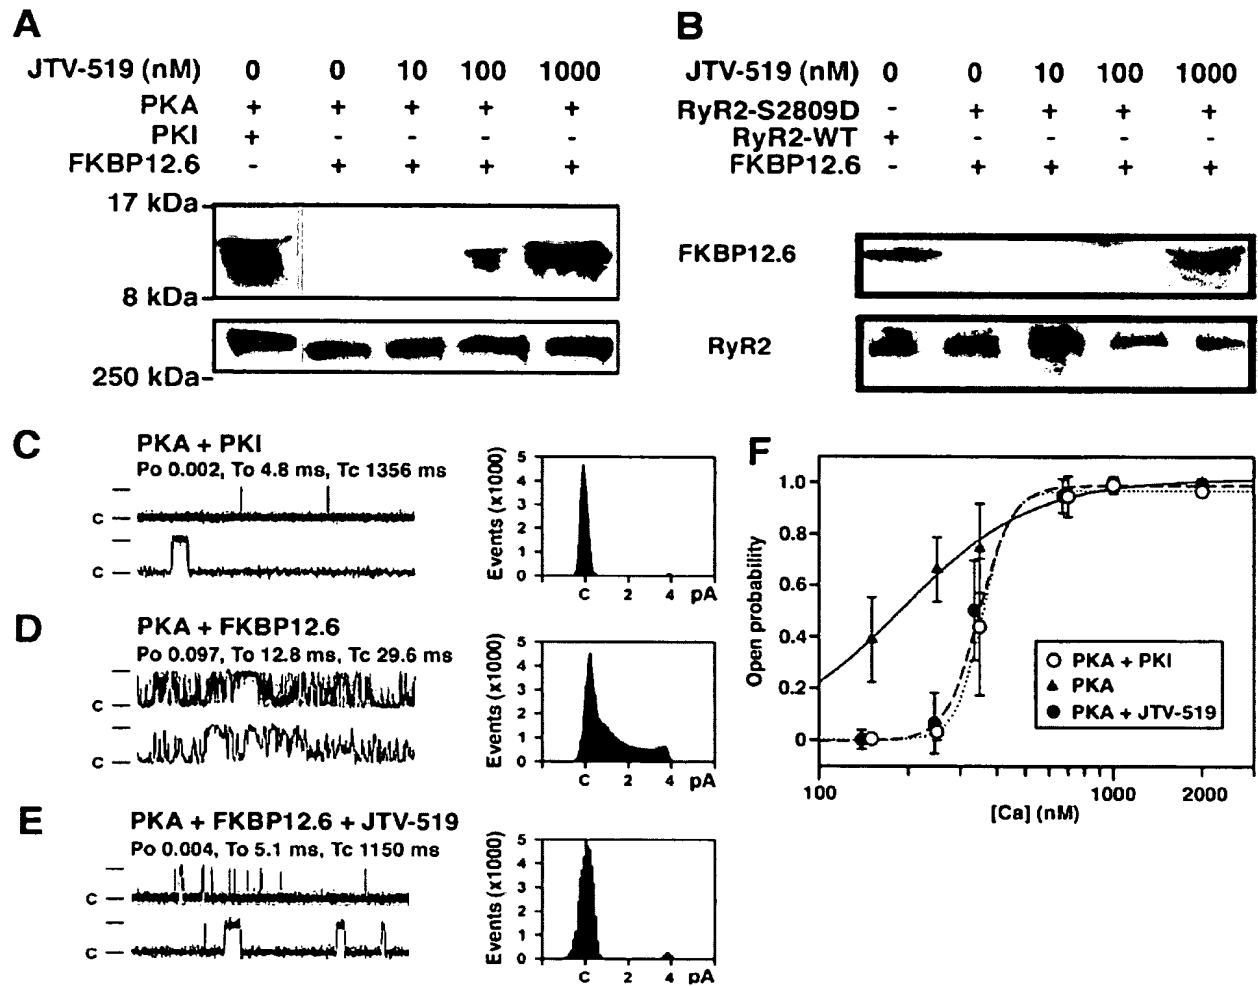 A
JTV-519 (nM) 0 0 10 100 1000
PKA + + + + +
PKI + - - - -
FKBP12.6 - + + + +
17 kDa
8 kDa
250 kDa
B
JTV-519 (nM) 0 0 10 100 1000
RyR2-S2809D - + + + +
RyR2-WT + - - - -
FKBP12.6 - + + + +
FKBP12.6
RyR2
C
PKA + PKI
Po 0.002, To 4.8 ms, Tc 1356 ms
c
c
Events (x1000)
5
4
3
2
1
0
C 2 4 pA
D
PKA + FKBP12.6
Po 0.097, To 12.8 ms, Tc 29.6 ms
c
c
Events (x1000)
5
4
3
2
1
0
C 2 4 pA
E
PKA + FKBP12.6 + JTV-519
Po 0.004, To 5.1 ms, Tc 1150 ms
c
c
Events (x1000)
5
4
3
2
1
0
C 2 4 pA
F
Open probability
1.0
0.8
0.6
0.4
0.2
0
PKA + PKI
PKA
PKA + JTV-519
100 1000 2000
[Ca] (nM)